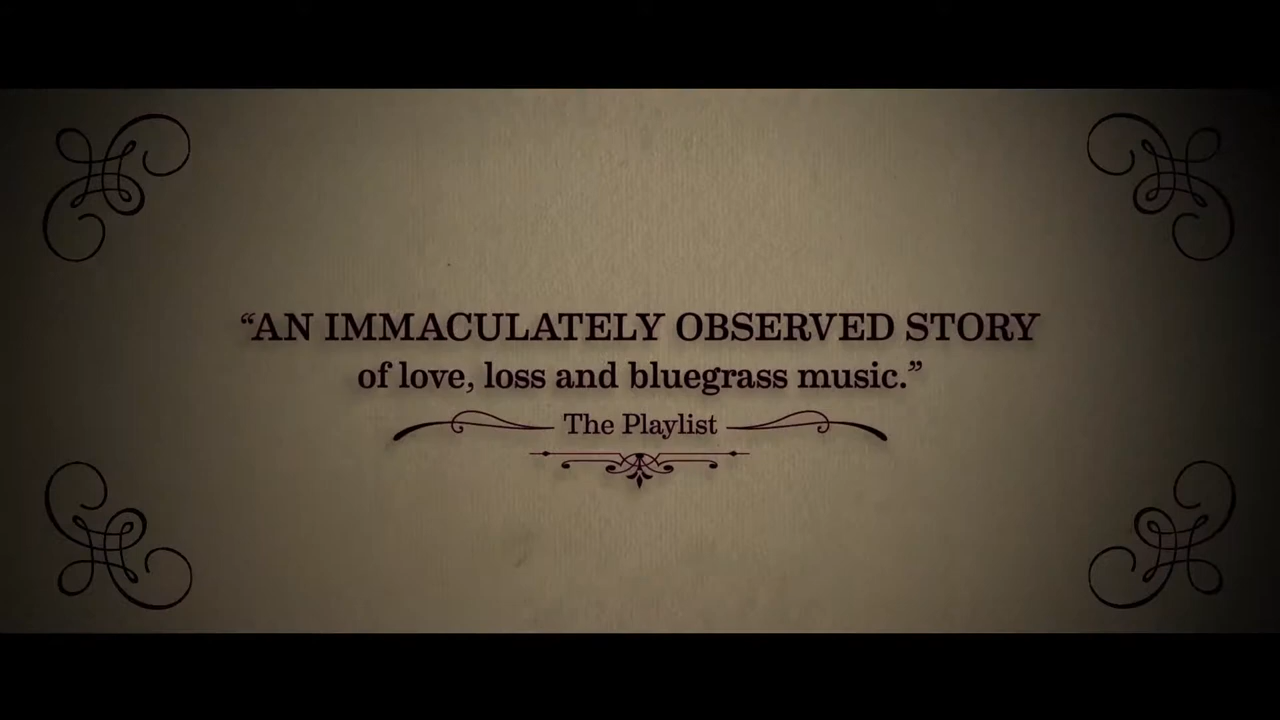 “AN IMMACULATELY OBSERVED STORY
of love, loss and bluegrass music.”
The Playlist